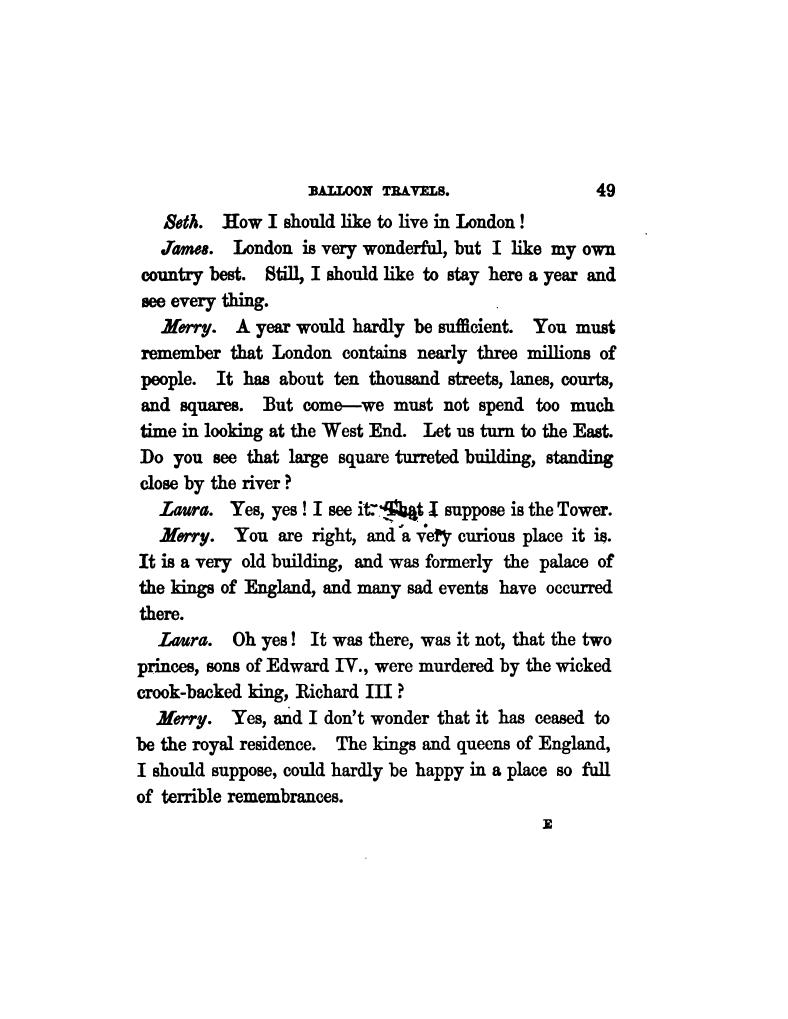 BALLOON TRAVELS. 49
Seth. How I should like to live in London!
James. London is very wonderful, but I like my own
country best. Still, I should like to stay here a year and
see every thing.
Merry. A year would hardly be sufficient. You must
remember that London contains nearly three millions of
people. It has about ten thousand streets, lanes, courts,
and squares. But come—we must not spend too much
time in looking at the West End. Let us turn to the East.
Do you see that large square turreted building, standing
close by the river?
Laura. Yes, yes! I see it. That I suppose is the Tower.
Merry. You are right, and a very curious place it is.
It is a very old building, and was formerly the palace of
the kings of England, and many sad events have occurred
there.
Laura. Oh yes! It was there, was it not, that the two
princes, sons of Edward IV., were murdered by the wicked
crook-backed king, Richard III?
Merry. Yes, and I don't wonder that it has ceased to
be the royal residence. The kings and queens of England,
I should suppose, could hardly be happy in a place so full
of terrible remembrances.
E